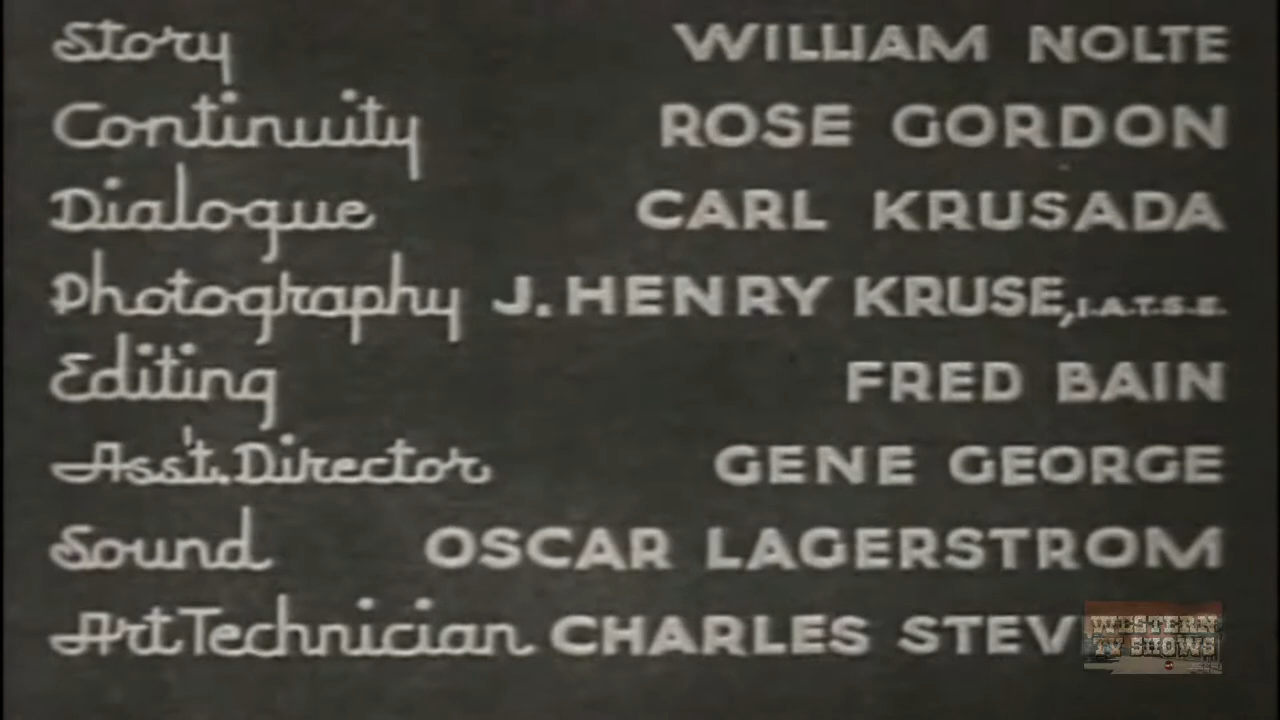 Story WILLIAM NOLTE
Continuity ROSE GORDON
Dialogue CARL KRUSADA
Photography J. HENRY KRUSE, I.A.T.S.E.
Editing FRED BAIN
Ass't. Director GENE GEORGE
Sound OSCAR LAGERSTROM
Art Technician CHARLES
WESTERN
TV SHOWS